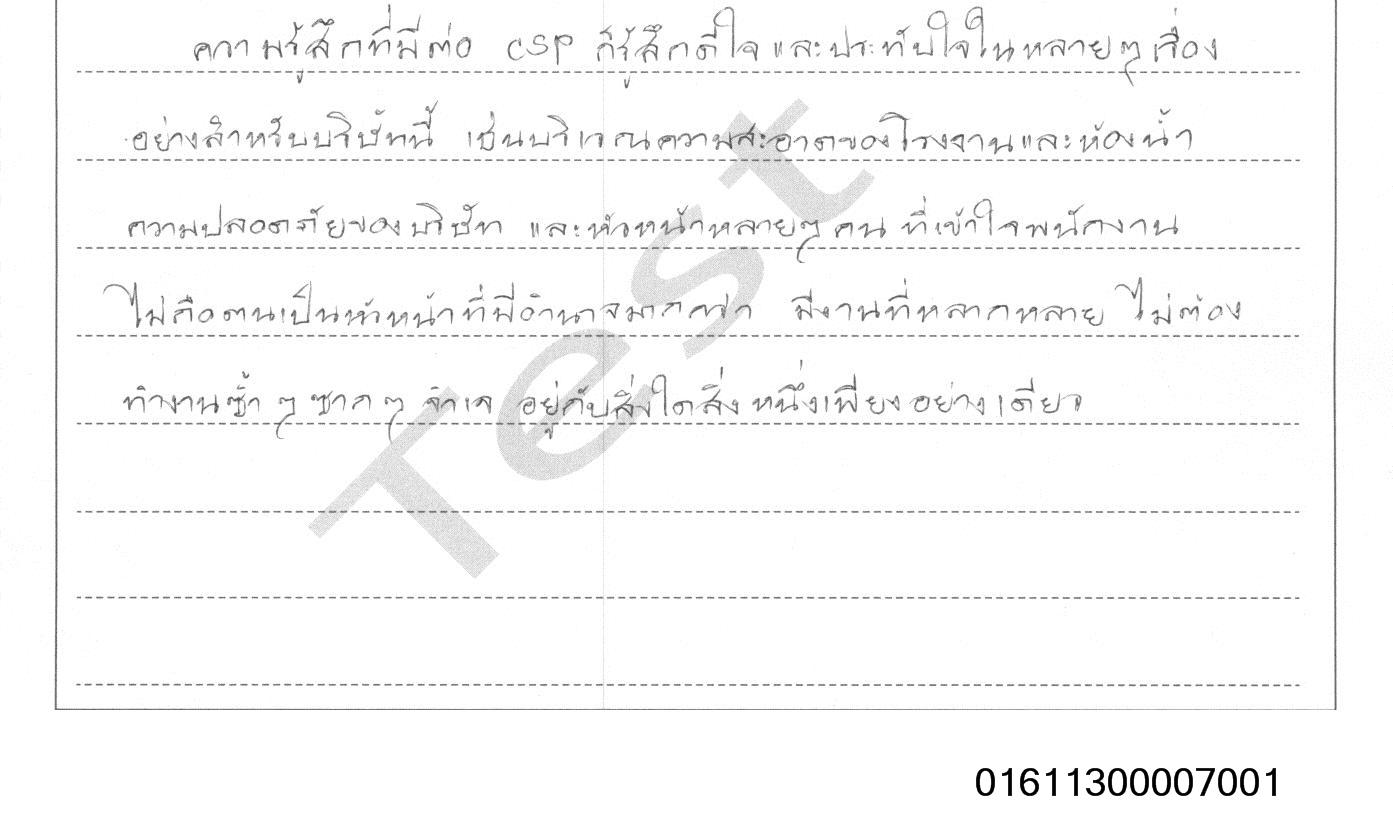 ความรู้สึกที่มีต่อ CSP ก็รู้สึกดีใจ และประทับใจในหลายๆ เรื่อง
อย่างสำหรับบริษัทนี้ เช่นบริเวณความสะอาดของโรงงานและห้องน้ำ
ความปลอดภัยของบริษัท และหัวหน้าหลายๆ คน ที่เข้าใจพนักงาน
ไม่ถือตนเป็นหัวหน้าที่มีอำนาจมากกว่า มีงานที่หลากหลาย ไม่ต้อง
ทำงานซ้ำๆ ซากๆ จำเจ อยู่กับสิ่งใดสิ่งหนึ่งเพียงอย่างเดียว
Test
01611300007001